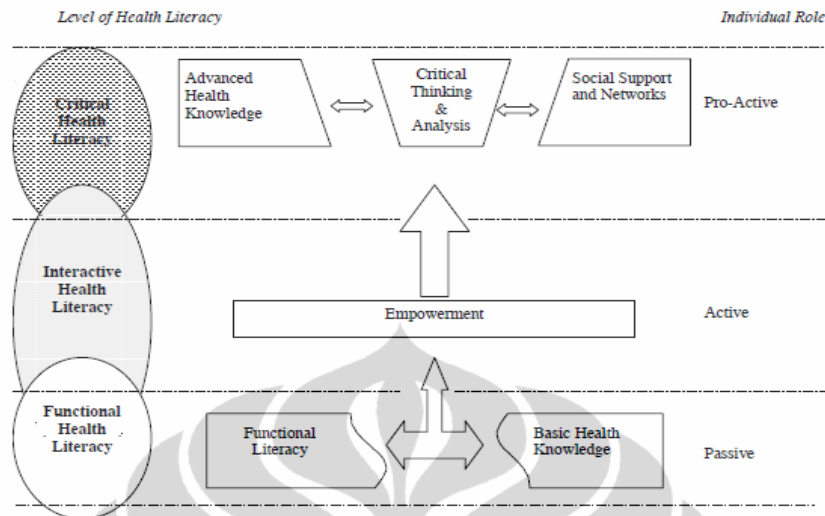 Level of Health Literacy
Individual Role
Critical
Health
Literacy
Advanced
Health
Knowledge
Critical
Thinking
&
Analysis
Social Support
and Networks
Pro-Active
Interactive
Health
Literacy
Empowerment
Active
Functional
Health
Literacy
Functional
Literacy
Basic Health
Knowledge
Passive